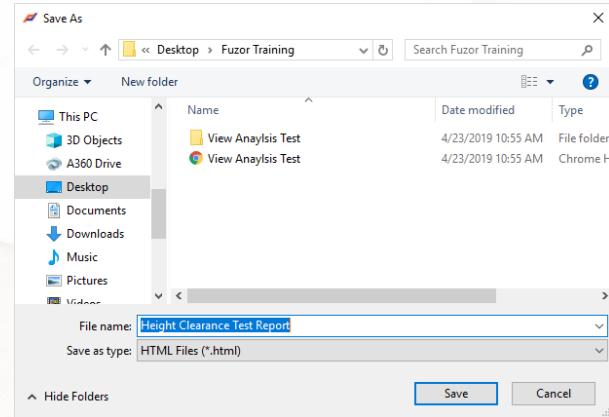 Save As
« Desktop › Fuzor Training
Search Fuzor Training
Organize
New folder
Name
Date modified
Type
This PC
3D Objects
A360 Drive
Desktop
Documents
Downloads
Music
Pictures
Videos
View Anaylsis Test
4/23/2019 10:55 AM
File folder
View Anaylsis Test
4/23/2019 10:55 AM
Chrome H
File name:
Height Clearance Test Report
Save as type:
HTML Files (*.html)
Hide Folders
Save
Cancel